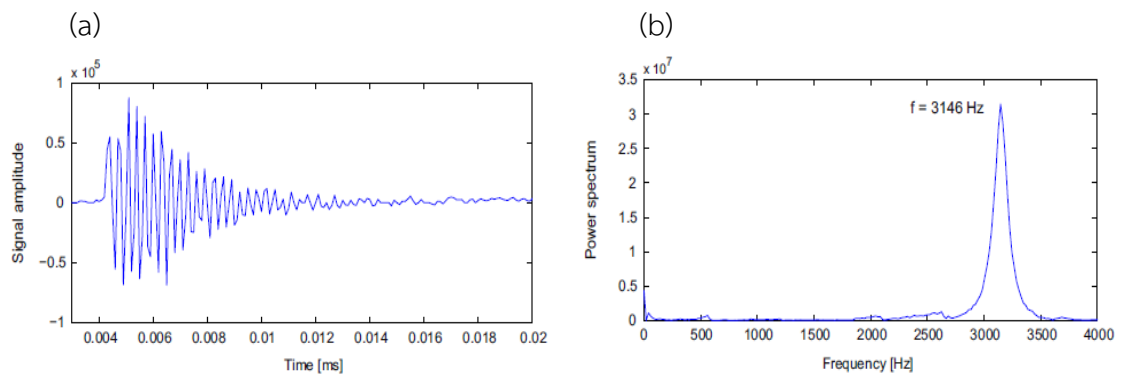 (a)
(b)
x 10^5
1
0.5
0
−0.5
−1
Signal amplitude
0.004 0.006 0.008 0.01 0.012 0.014 0.016 0.018 0.02
Time [ms]
x 10^7
3.5
3
2.5
2
1.5
1
0.5
0
f = 3146 Hz
Power spectrum
0 500 1000 1500 2000 2500 3000 3500 4000
Frequency [Hz]